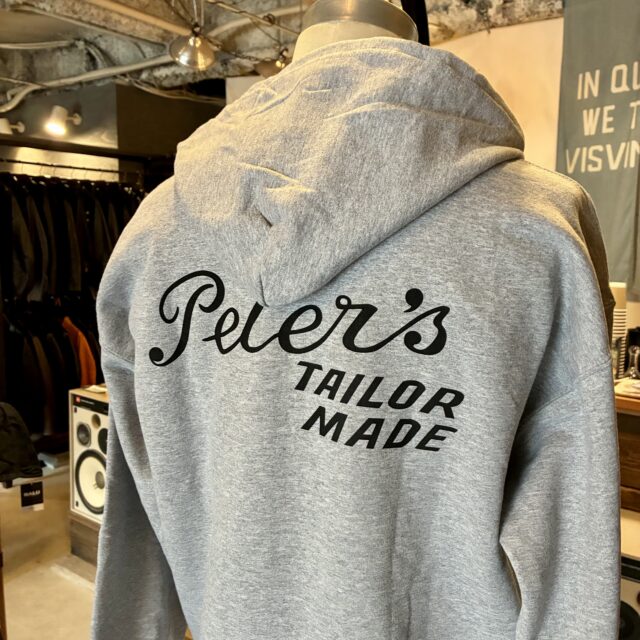 Peter's
TAILOR
MADE
IN QU
WE T
VISVIN